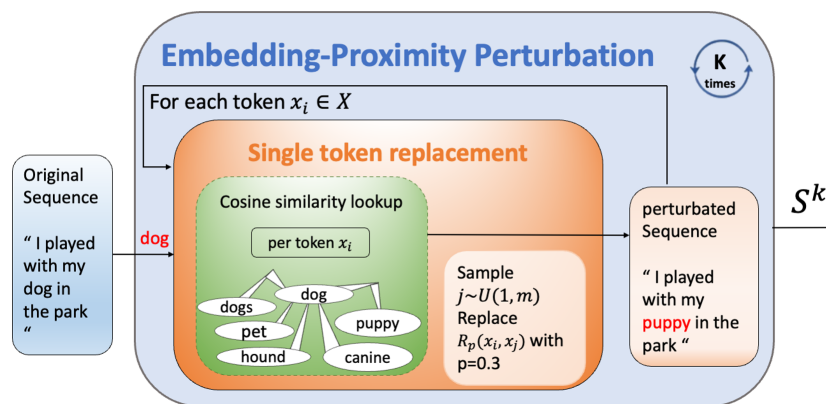 Embedding-Proximity Perturbation
K
times
For each token xᵢ ∈ X
Single token replacement
Original
Sequence
“ I played
with my
dog in
the park
“
dog
Cosine similarity lookup
per token xᵢ
dog
dogs
pet
hound
puppy
canine
Sample
j~U(1, m)
Replace
Rₚ(xᵢ, xⱼ) with
p=0.3
perturbated
Sequence
“ I played
with my
puppy in the
park “
Sᵏ